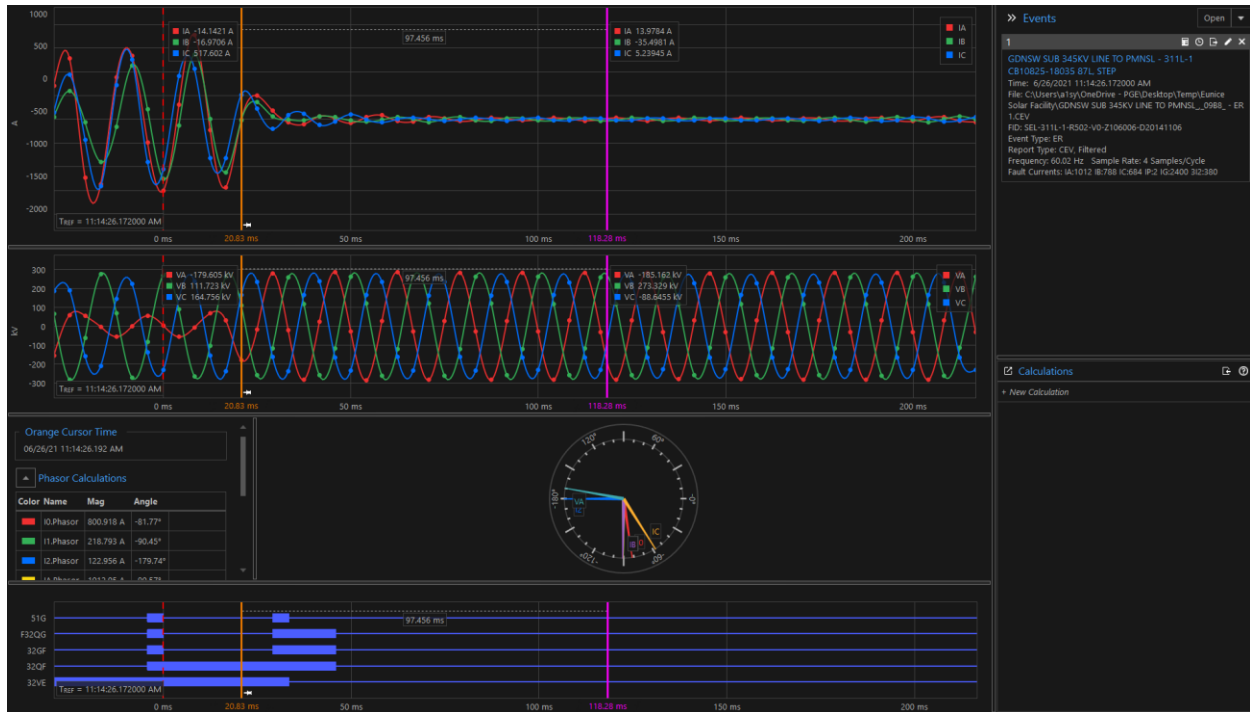 1000
500
0
-500
-1000
-1500
-2000
A
IA -14.1421 A
IB -16.9706 A
IC 517.602 A
97.456 ms
IA 13.9784 A
IB -35.4981 A
IC 5.23945 A
IA
IB
IC
TREF = 11:14:26.172000 AM
0 ms
20.83 ms
50 ms
100 ms
118.28 ms
150 ms
200 ms
300
200
100
0
-100
-200
-300
kV
VA -179.605 kV
VB 111.723 kV
VC 164.756 kV
97.456 ms
VA -185.162 kV
VB 273.329 kV
VC -88.6455 kV
VA
VB
VC
TREF = 11:14:26.172000 AM
0 ms
20.83 ms
50 ms
100 ms
118.28 ms
150 ms
200 ms
Orange Cursor Time
06/26/21 11:14:26.192 AM
Phasor Calculations
Color Name Mag Angle
I0.Phasor 800.918 A -81.77°
I1.Phasor 218.793 A -90.45°
I2.Phasor 122.956 A -179.74°
120°
60°
-180°
-0°
-120°
-60°
VA
I2
IC
IB
51G
F32QG
32GF
32QF
32VE
97.456 ms
TREF = 11:14:26.172000 AM
0 ms
20.83 ms
50 ms
100 ms
118.28 ms
150 ms
200 ms
Events
Open
1
GDNSW SUB 345KV LINE TO PMNSL - 311L-1
CB10825-18035 87L, STEP
Time: 6/26/2021 11:14:26.172000 AM
File: C:\Users\a1sy\OneDrive - PGE\Desktop\Temp\Eunice
Solar Facility\GDNSW SUB 345KV LINE TO PMNSL__0988_ - ER
1.CEV
FID: SEL-311L-1-R502-V0-Z106006-D20141106
Event Type: ER
Report Type: CEV, Filtered
Frequency: 60.02 Hz Sample Rate: 4 Samples/Cycle
Fault Currents: IA:1012 IB:788 IC:684 IP:2 IG:2400 3I2:380
Calculations
+ New Calculation